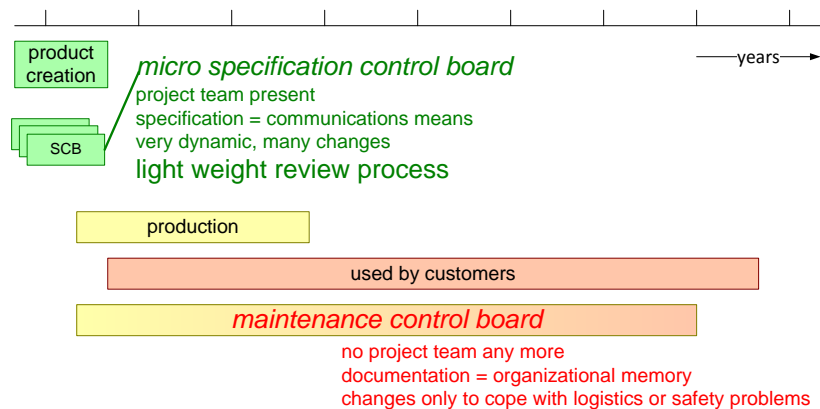 product
creation
micro specification control board
years
project team present
specification = communications means
very dynamic, many changes
SCB
light weight review process
production
used by customers
maintenance control board
no project team any more
documentation = organizational memory
changes only to cope with logistics or safety problems